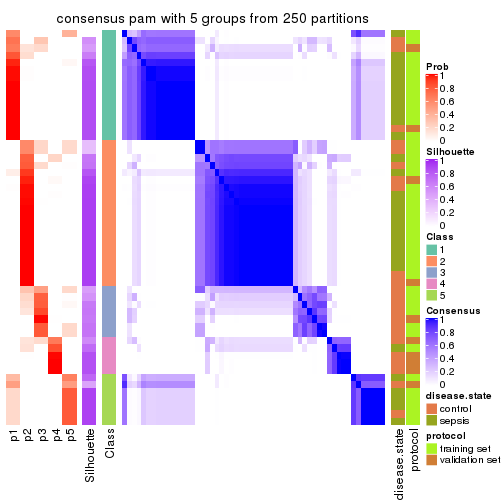 consensus pam with 5 groups from 250 partitions
Prob
1
0.8
0.6
0.4
0.2
0
Silhouette
1
0.8
0.6
0.4
0.2
0
Class
1
2
3
4
5
Consensus
1
0.8
0.6
0.4
0.2
0
disease.state
control
sepsis
protocol
training set
validation set
p1
p2
p3
p4
p5
Silhouette
Class
disease.state
protocol